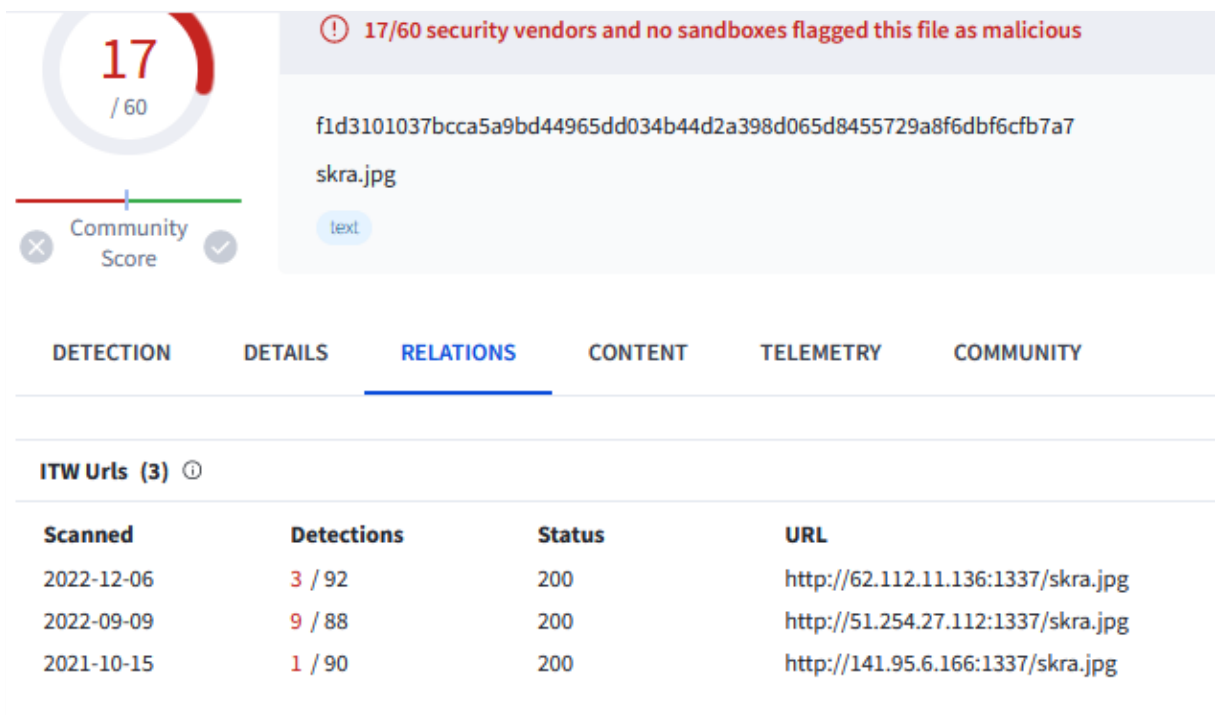 17
/ 60
Community
Score
17/60 security vendors and no sandboxes flagged this file as malicious
f1d3101037bcca5a9bd44965dd034b44d2a398d065d8455729a8f6dbf6cfb7a7
skra.jpg
text
DETECTION DETAILS RELATIONS CONTENT TELEMETRY COMMUNITY
ITW Urls (3)
Scanned Detections Status URL
2022-12-06 3 / 92 200 http://62.112.11.136:1337/skra.jpg
2022-09-09 9 / 88 200 http://51.254.27.112:1337/skra.jpg
2021-10-15 1 / 90 200 http://141.95.6.166:1337/skra.jpg